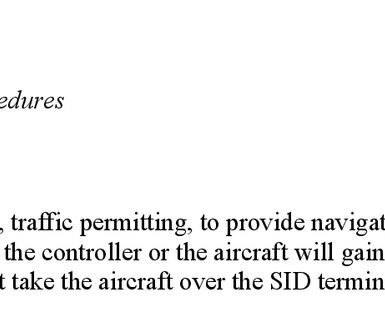 edures
, traffic permitting, to provide navigat
the controller or the aircraft will gain
t take the aircraft over the SID termin